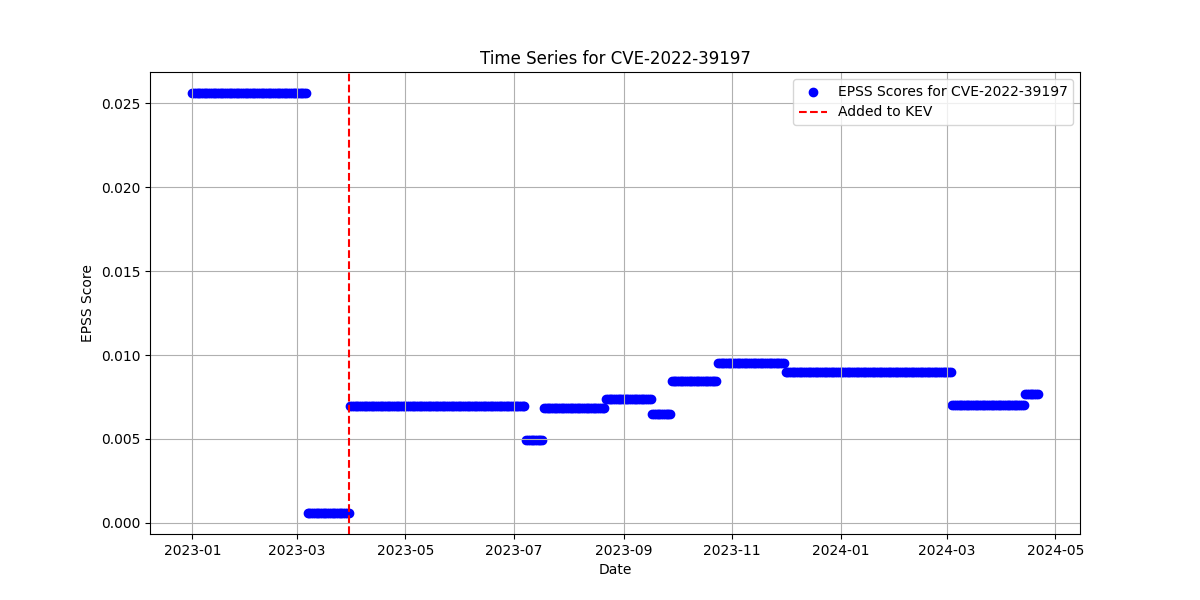 Time Series for CVE-2022-39197
EPSS Scores for CVE-2022-39197
Added to KEV
EPSS Score
0.025
0.020
0.015
0.010
0.005
0.000
2023-01 2023-03 2023-05 2023-07 2023-09 2023-11 2024-01 2024-03 2024-05
Date